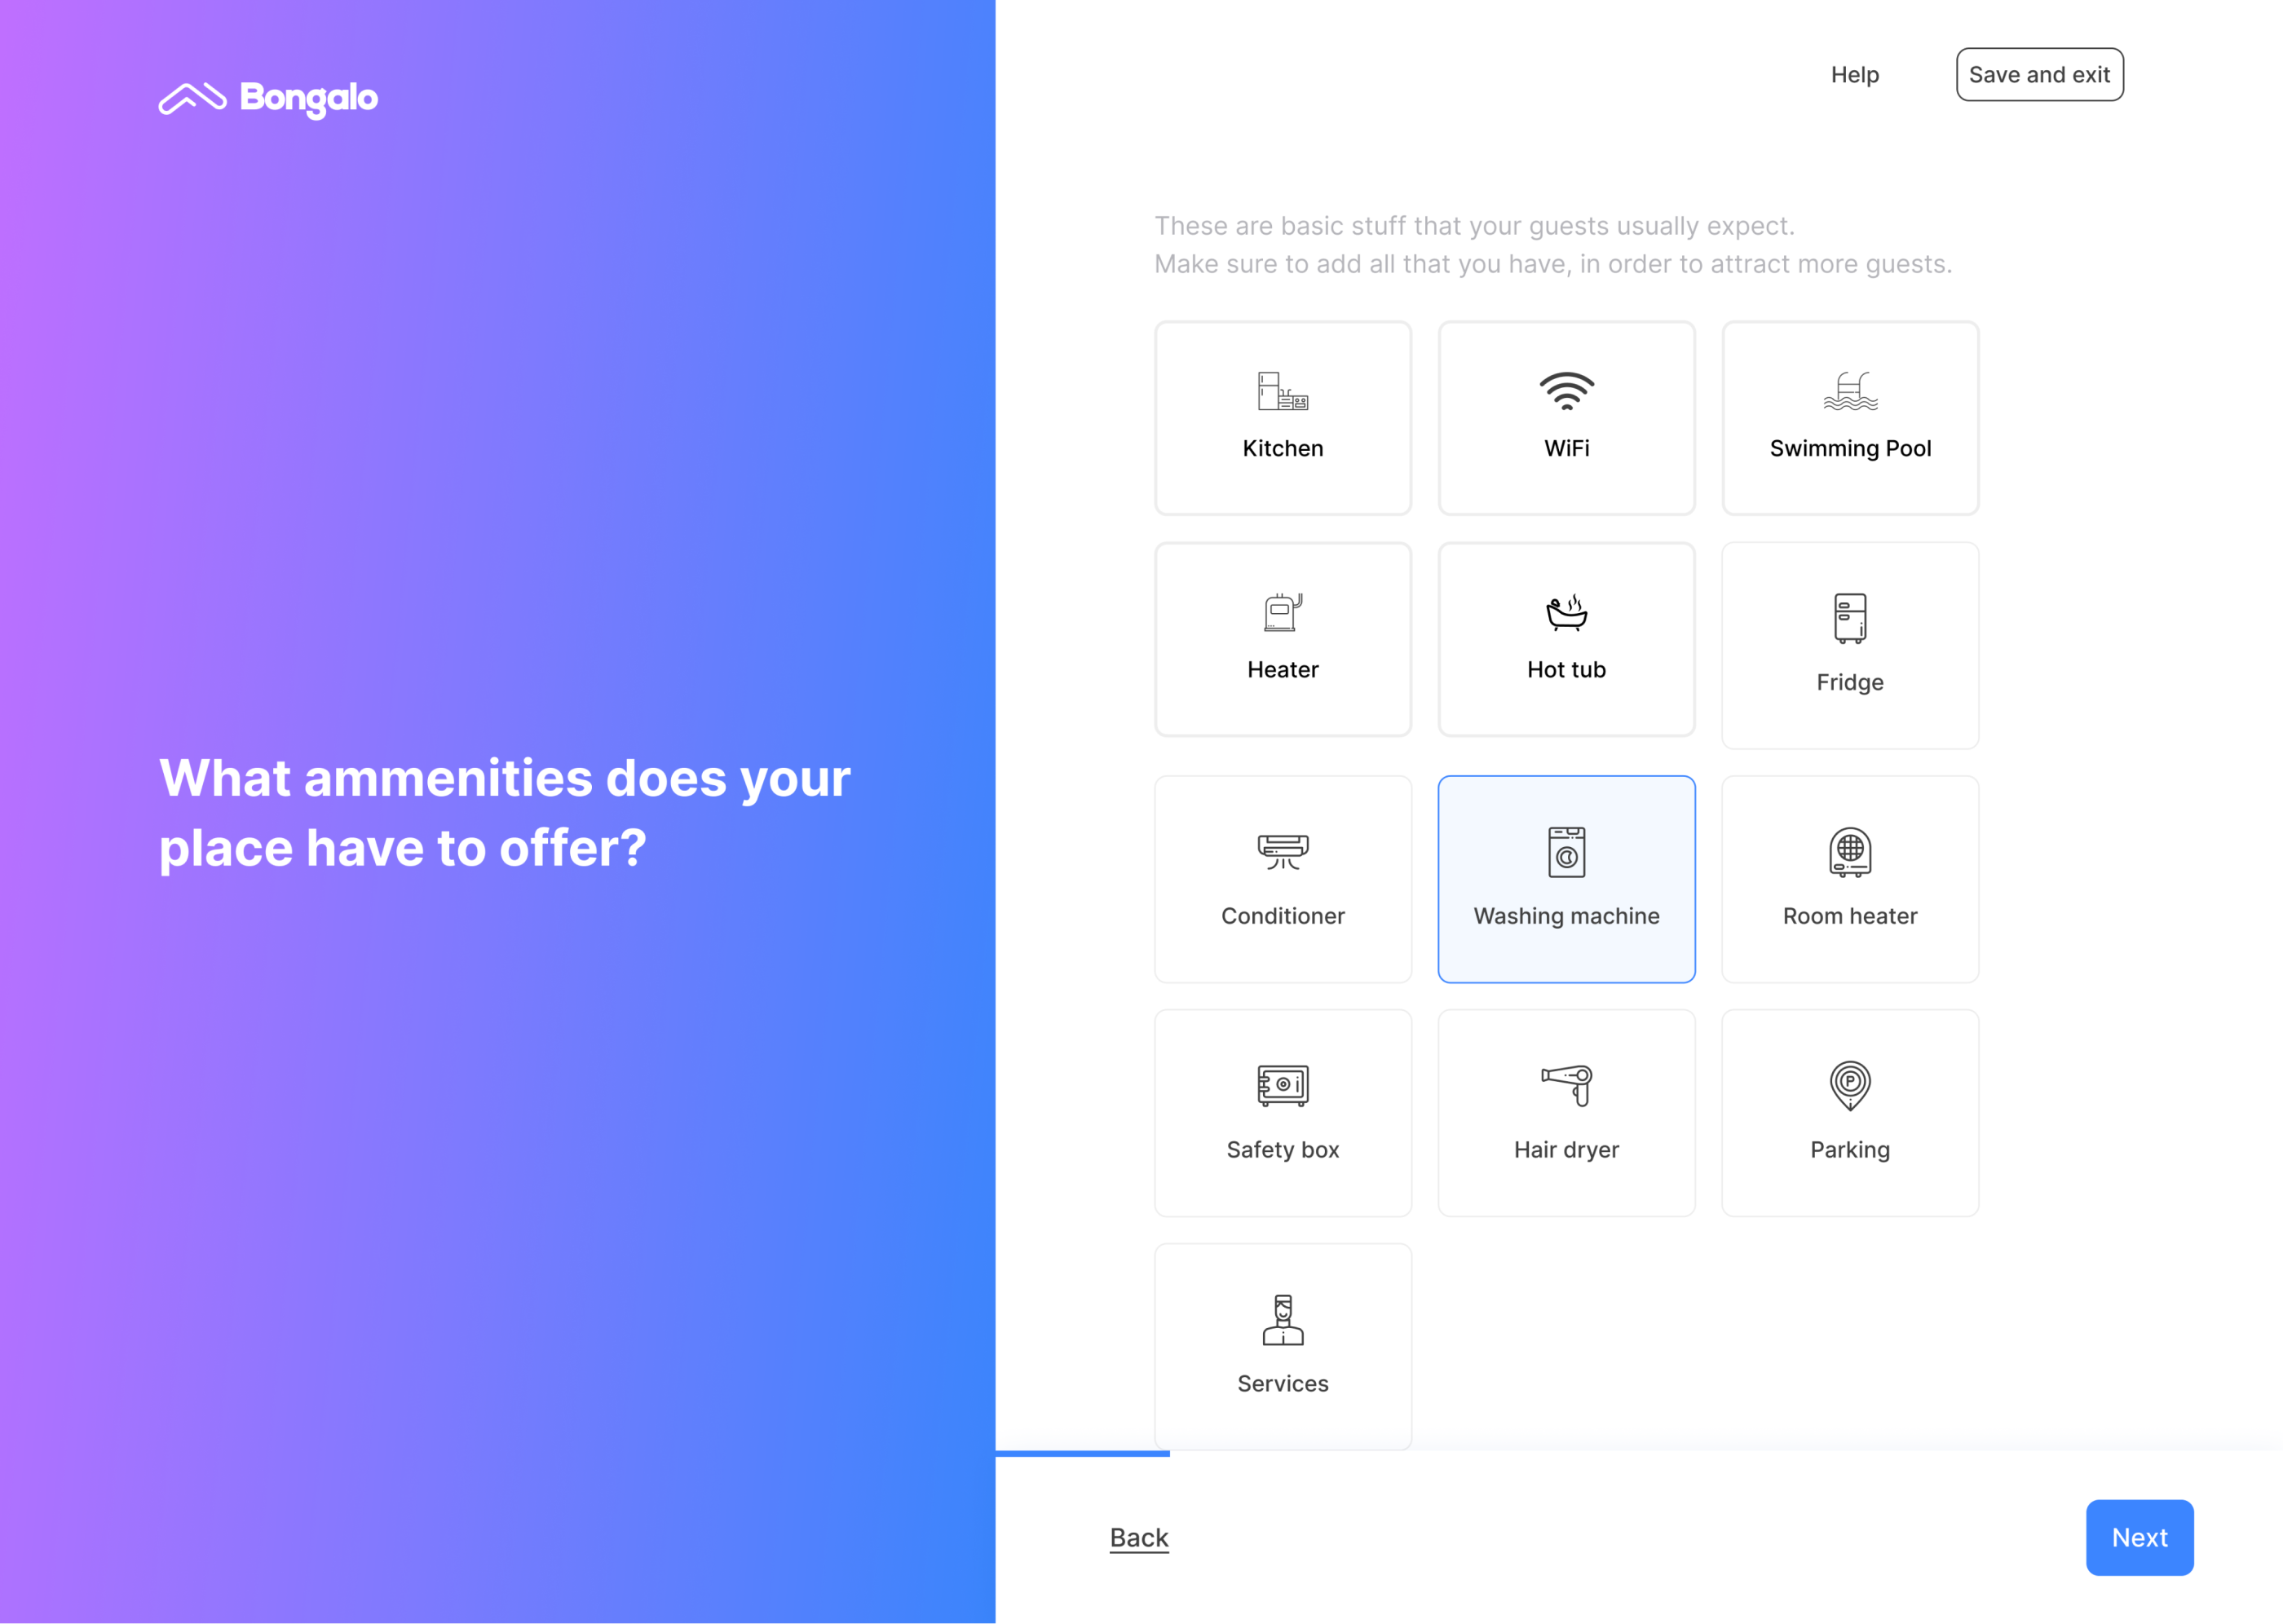 Bongalo
What ammenities does your
place have to offer?
Help
Save and exit
These are basic stuff that your guests usually expect.
Make sure to add all that you have, in order to attract more guests.
Kitchen
WiFi
Swimming Pool
Heater
Hot tub
Fridge
Conditioner
Washing machine
Room heater
Safety box
Hair dryer
P
Parking
Services
Back
Next